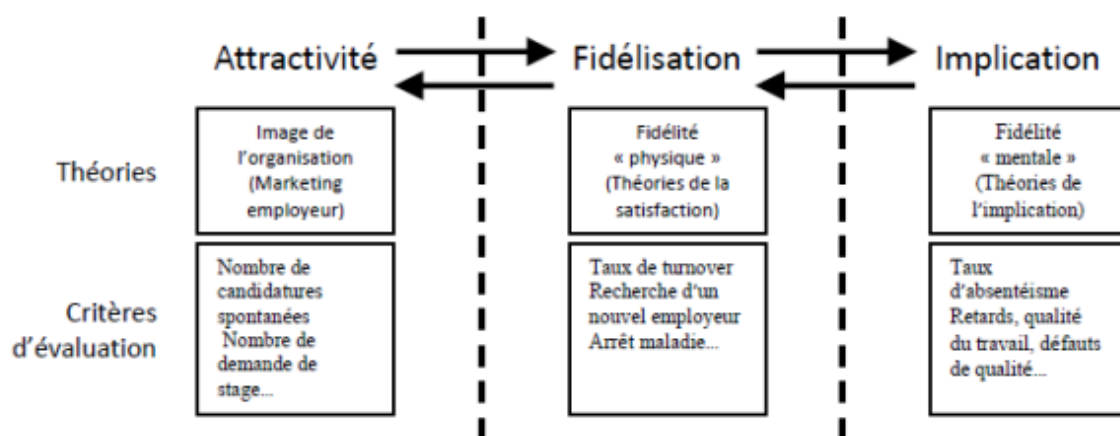 Attractivité
Fidélisation
Implication
Théories
Image de
l'organisation
(Marketing
employeur)
Fidélité
« physique »
(Théories de la
satisfaction)
Fidélité
« mentale »
(Théories de
l'implication)
Critères
d'évaluation
Nombre de
candidatures
spontanées
Nombre de
demande de
stage...
Taux de turnover
Recherche d'un
nouvel employeur
Arrêt maladie...
Taux
d'absentéisme
Retards, qualité
du travail, défauts
de qualité...